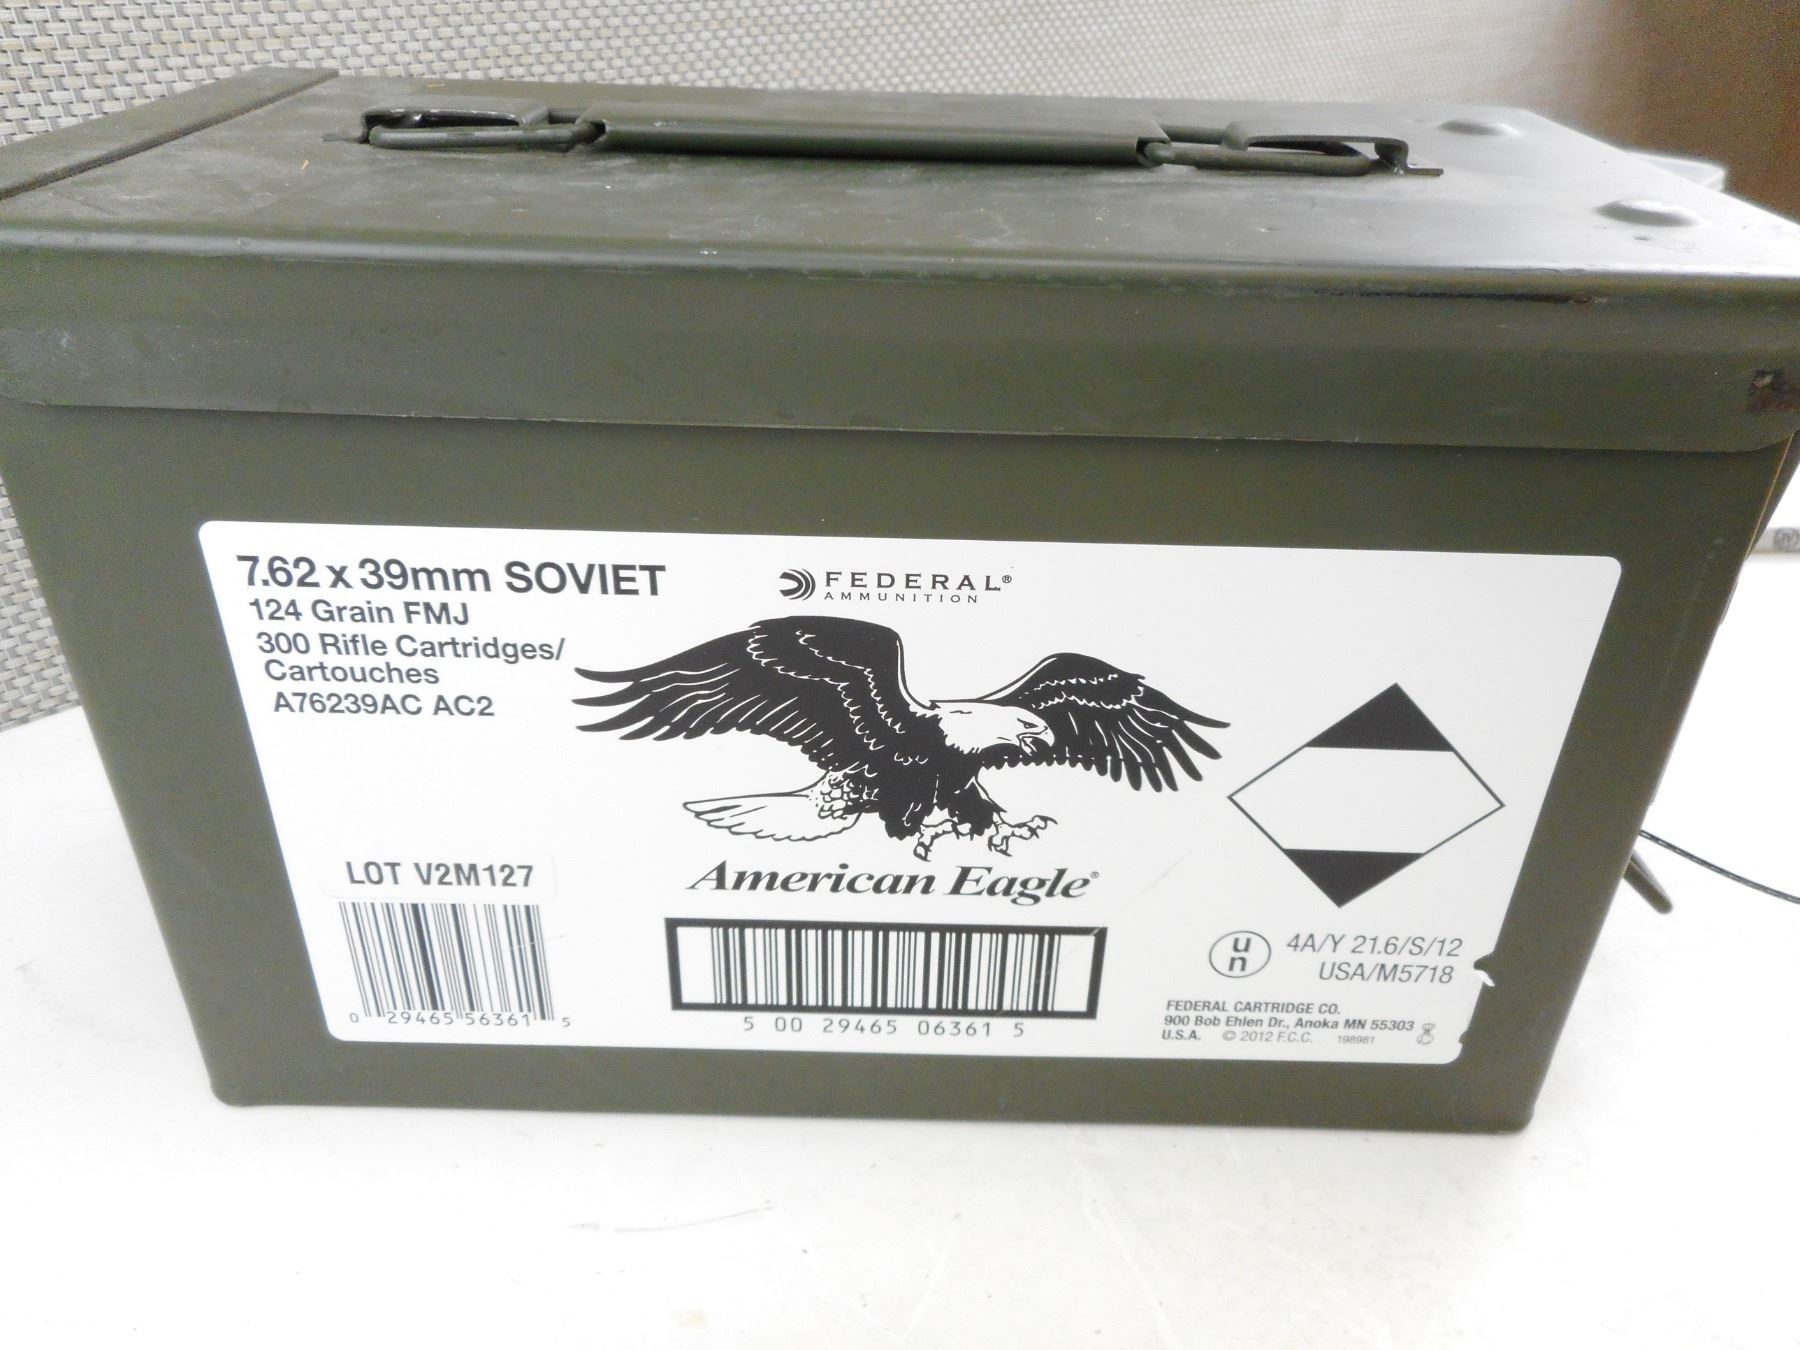 7.62 x 39mm SOVIET
124 Grain FMJ
300 Rifle Cartridges/
Cartouches
A76239AC AC2
FEDERAL®
AMMUNITION
American Eagle®
LOT V2M127
0 29465 56361 5
5 00 29465 06361 5
u
n
4A/Y 21.6/S/12
USA/M5718
FEDERAL CARTRIDGE CO.
900 Bob Ehlen Dr., Anoka MN 55303
U.S.A. © 2012 F.C.C. 198981